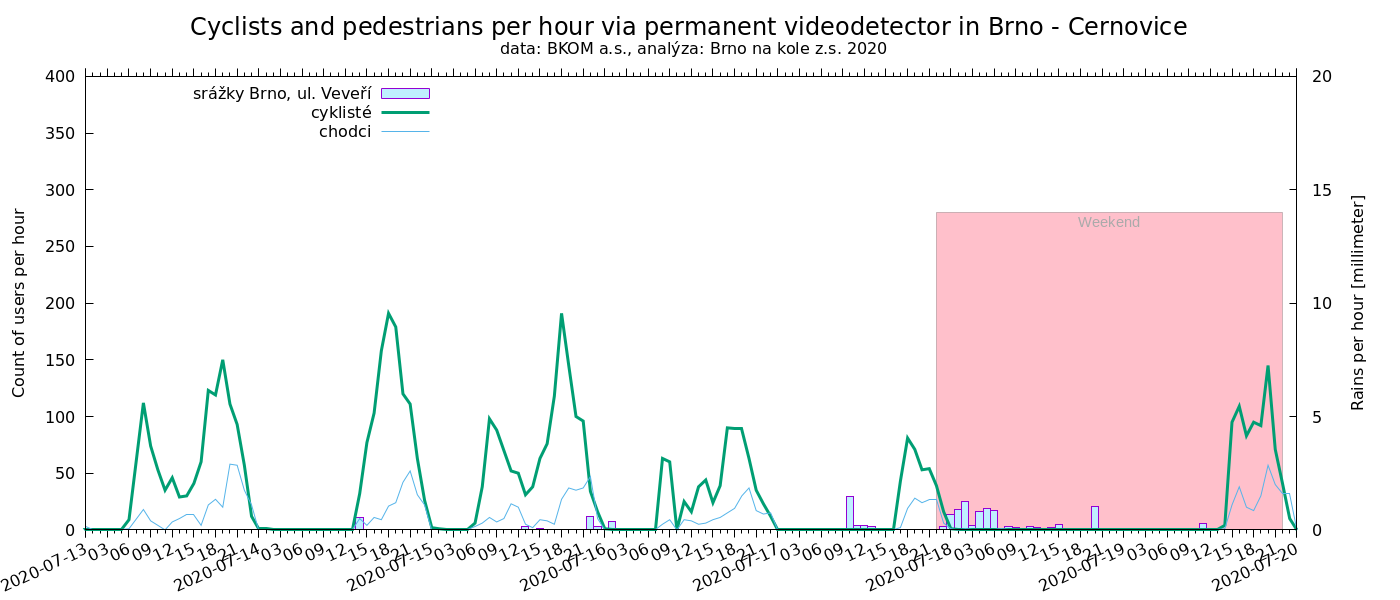 Cyclists and pedestrians per hour via permanent videodetector in Brno - Cernovice
data: BKOM a.s., analýza: Brno na kole z.s. 2020
srážky Brno, ul. Veveří
cyklisté
chodci
Weekend
Count of users per hour
400
350
300
250
200
150
100
50
0
Rains per hour [millimeter]
20
15
10
5
0
2020-07-13 03 06 09 12 15 18 21 2020-07-14 03 06 09 12 15 18 21 2020-07-15 03 06 09 12 15 18 21 2020-07-16 03 06 09 12 15 18 21 2020-07-17 03 06 09 12 15 18 21 2020-07-18 03 06 09 12 15 18 21 2020-07-19 03 06 09 12 15 18 21 2020-07-20